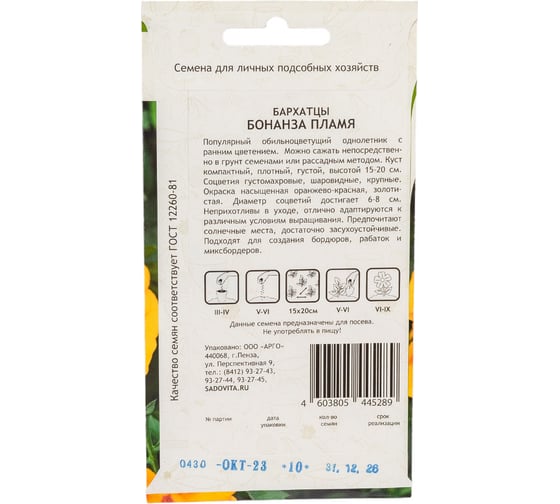 Семена для личных подсобных хозяйств
БАРХАТЦЫ
БОНАНЗА ПЛАМЯ
Популярный обильноцветущий однолетник с
ранним цветением. Можно сажать непосредствен-
но в грунт семенами или рассадным методом. Куст
компактный, плотный, густой, высотой 15-20 см.
Соцветия густомахровые, шаровидные, крупные.
Окраска насыщенная оранжево-красная, золоти-
стая. Диаметр соцветий достигает 6-8 см.
Неприхотливы в уходе, отлично адаптируются к
различным условиям выращивания. Предпочитают
солнечные места, достаточно засухоустойчивые.
Подходят для создания бордюров, рабаток и
миксбордеров.
III-IV V-VI 15х20см V-VI VI-IX
Данные семена предназначены для посева.
Не употреблять в пищу!
Упаковано: ООО «АРГО»
440068, г.Пенза,
ул. Перспективная 9,
тел.: (8412) 93-27-43,
93-27-44, 93-27-45,
SADOVITA.RU
4 603805 445289
№ партии дата упаковки кол-во семян срок реализации
0430 -ОКТ-23 *10* 31.12.26
Качество семян соответствует ГОСТ 12260-81